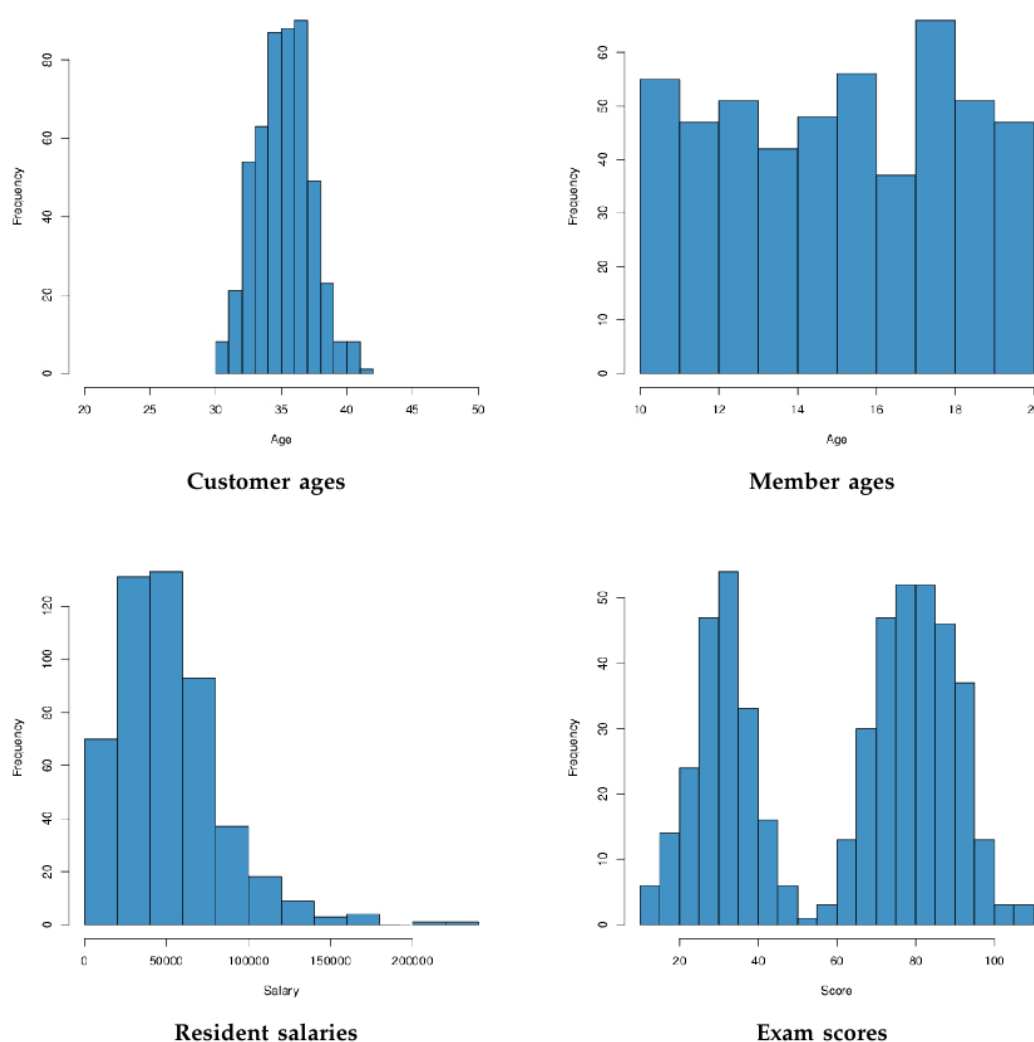 Frequency
0 20 40 60 80
20 25 30 35 40 45 50
Age
Customer ages
Frequency
0 10 20 30 40 50 60
10 12 14 16 18 20
Age
Member ages
Frequency
0 20 40 60 80 100 120
0 50000 100000 150000 200000
Salary
Resident salaries
Frequency
0 10 20 30 40 50
20 40 60 80 100
Score
Exam scores